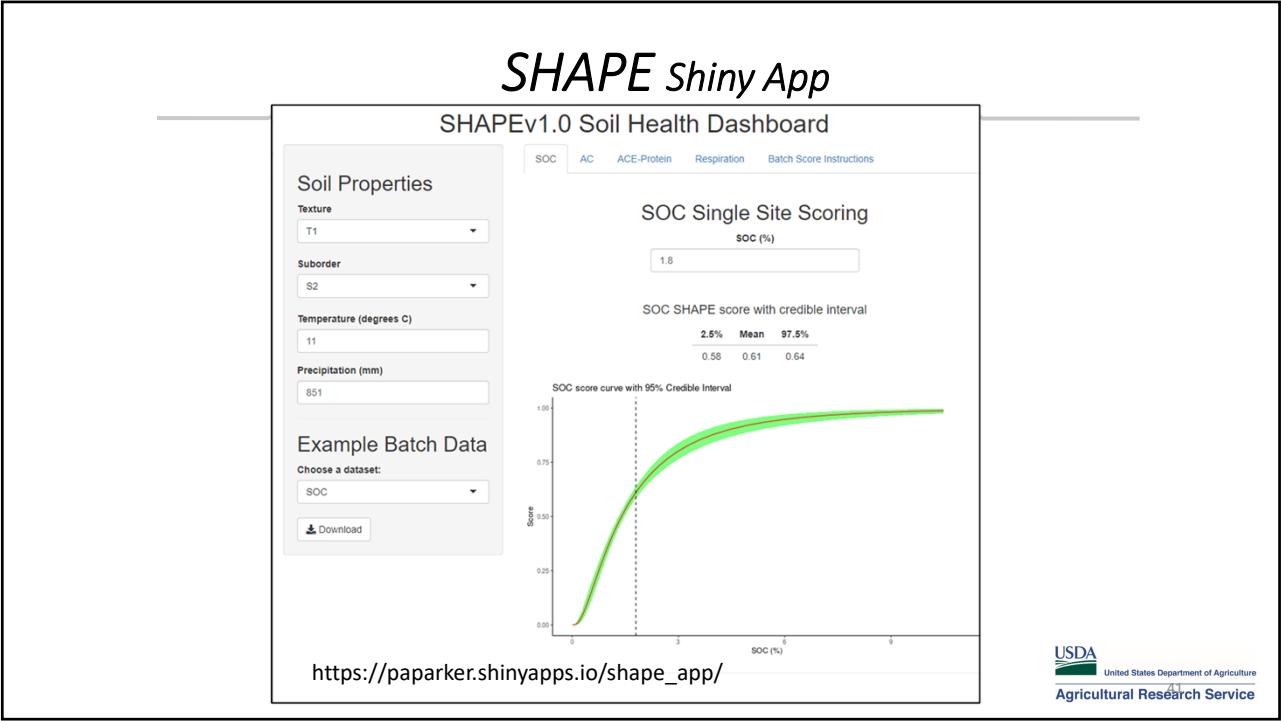 SHAPE Shiny App
SHAPEv1.0 Soil Health Dashboard
Soil Properties
Texture
T1
Suborder
S2
Temperature (degrees C)
11
Precipitation (mm)
851
Example Batch Data
Choose a dataset:
SOC
Download
SOC AC ACE-Protein Respiration Batch Score Instructions
SOC Single Site Scoring
SOC (%)
1.8
SOC SHAPE score with credible interval
2.5% Mean 97.5%
0.58 0.61 0.64
SOC score curve with 95% Credible Interval
1.00
0.75
0.50
0.25
0.00
Score
0 3 6 9
SOC (%)
https://paparker.shinyapps.io/shape_app/
USDA
United States Department of Agriculture
41
Agricultural Research Service